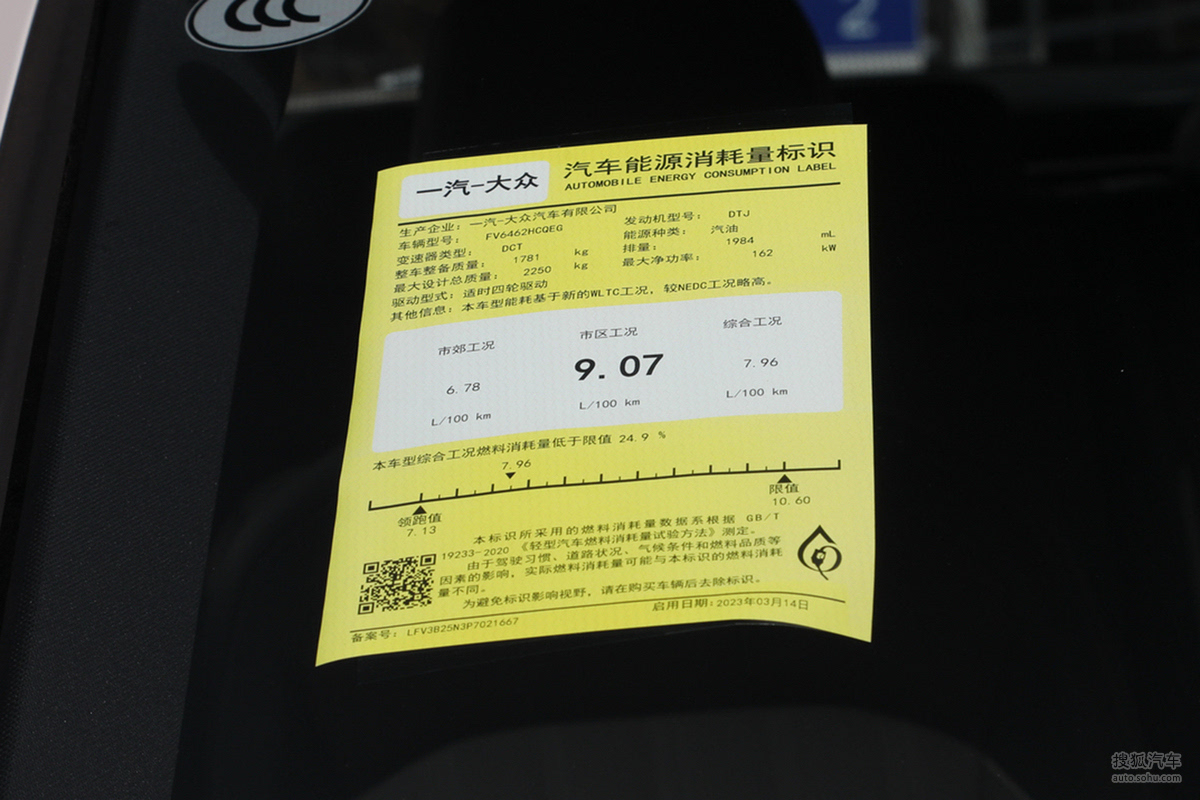 2
一汽-大众
汽车能源消耗量标识
AUTOMOBILE ENERGY CONSUMPTION LABEL
生产企业: 一汽-大众汽车有限公司
车辆型号: FV6462HCQEG
发动机型号: DTJ
变速器类型: DCT
能源种类: 汽油
整车整备质量: 1781 kg
排量: 1984 mL
最大设计总质量: 2250 kg
最大净功率: 162 kW
驱动型式: 适时四轮驱动
其他信息: 本车型能耗基于新的WLTC工况, 较NEDC工况略高。
市郊工况 市区工况 综合工况
6.78 9.07 7.96
L/100 km L/100 km L/100 km
本车型综合工况燃料消耗量低于限值 24.9 %
7.96
领跑值 限值
7.13 10.60
本标识所采用的燃料消耗量数据系根据 GB/T
19233-2020 《轻型汽车燃料消耗量试验方法》测定。
由于驾驶习惯、道路状况、气候条件和燃料品质等
因素的影响, 实际燃料消耗量可能与本标识的燃料消耗
量不同。
为避免标识影响视野, 请在购买车辆后去除标识。
备案号: LFV3B25N3P7021667
启用日期:2023年03月14日
搜狐汽车
auto.sohu.com